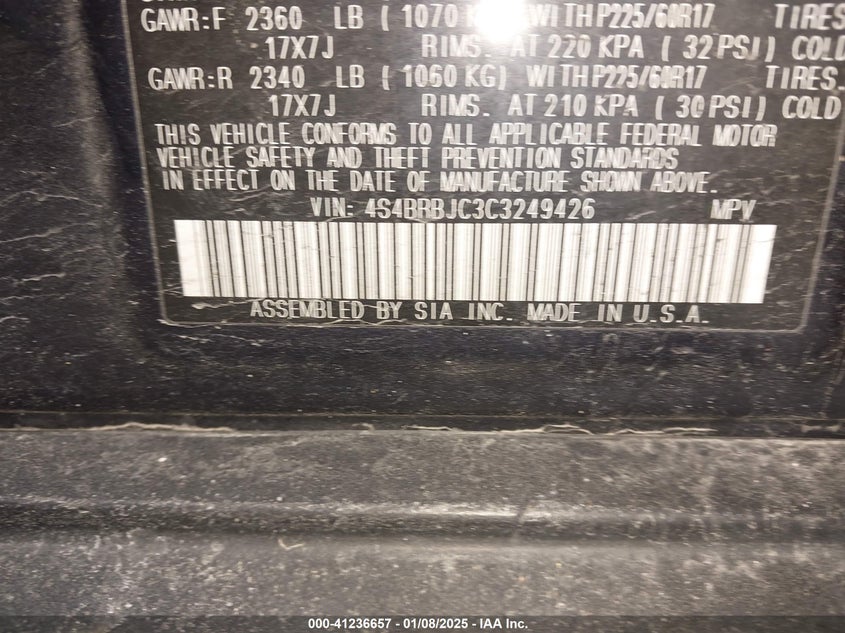 GAWR:F 2360 LB ( 1070 WITH P225/60R17 TIRES
17X7J RIMS. AT 220 KPA ( 32 PSI) COLD
GAWR:R 2340 LB ( 1060 KG) WITH P225/60R17 TIRES.
17X7J RIMS. AT 210 KPA ( 30 PSI) COLD
THIS VEHICLE CONFORMS TO ALL APPLICABLE FEDERAL MOTOR
VEHICLE SAFETY AND THEFT PREVENTION STANDARDS
IN EFFECT ON THE DATE OF MANUFACTURE SHOWN ABOVE.
VIN: 4S4BRBJC3C3249426 MPV
ASSEMBLED BY SIA INC. MADE IN U.S.A.
000-41236657 - 01/08/2025 - IAA Inc.